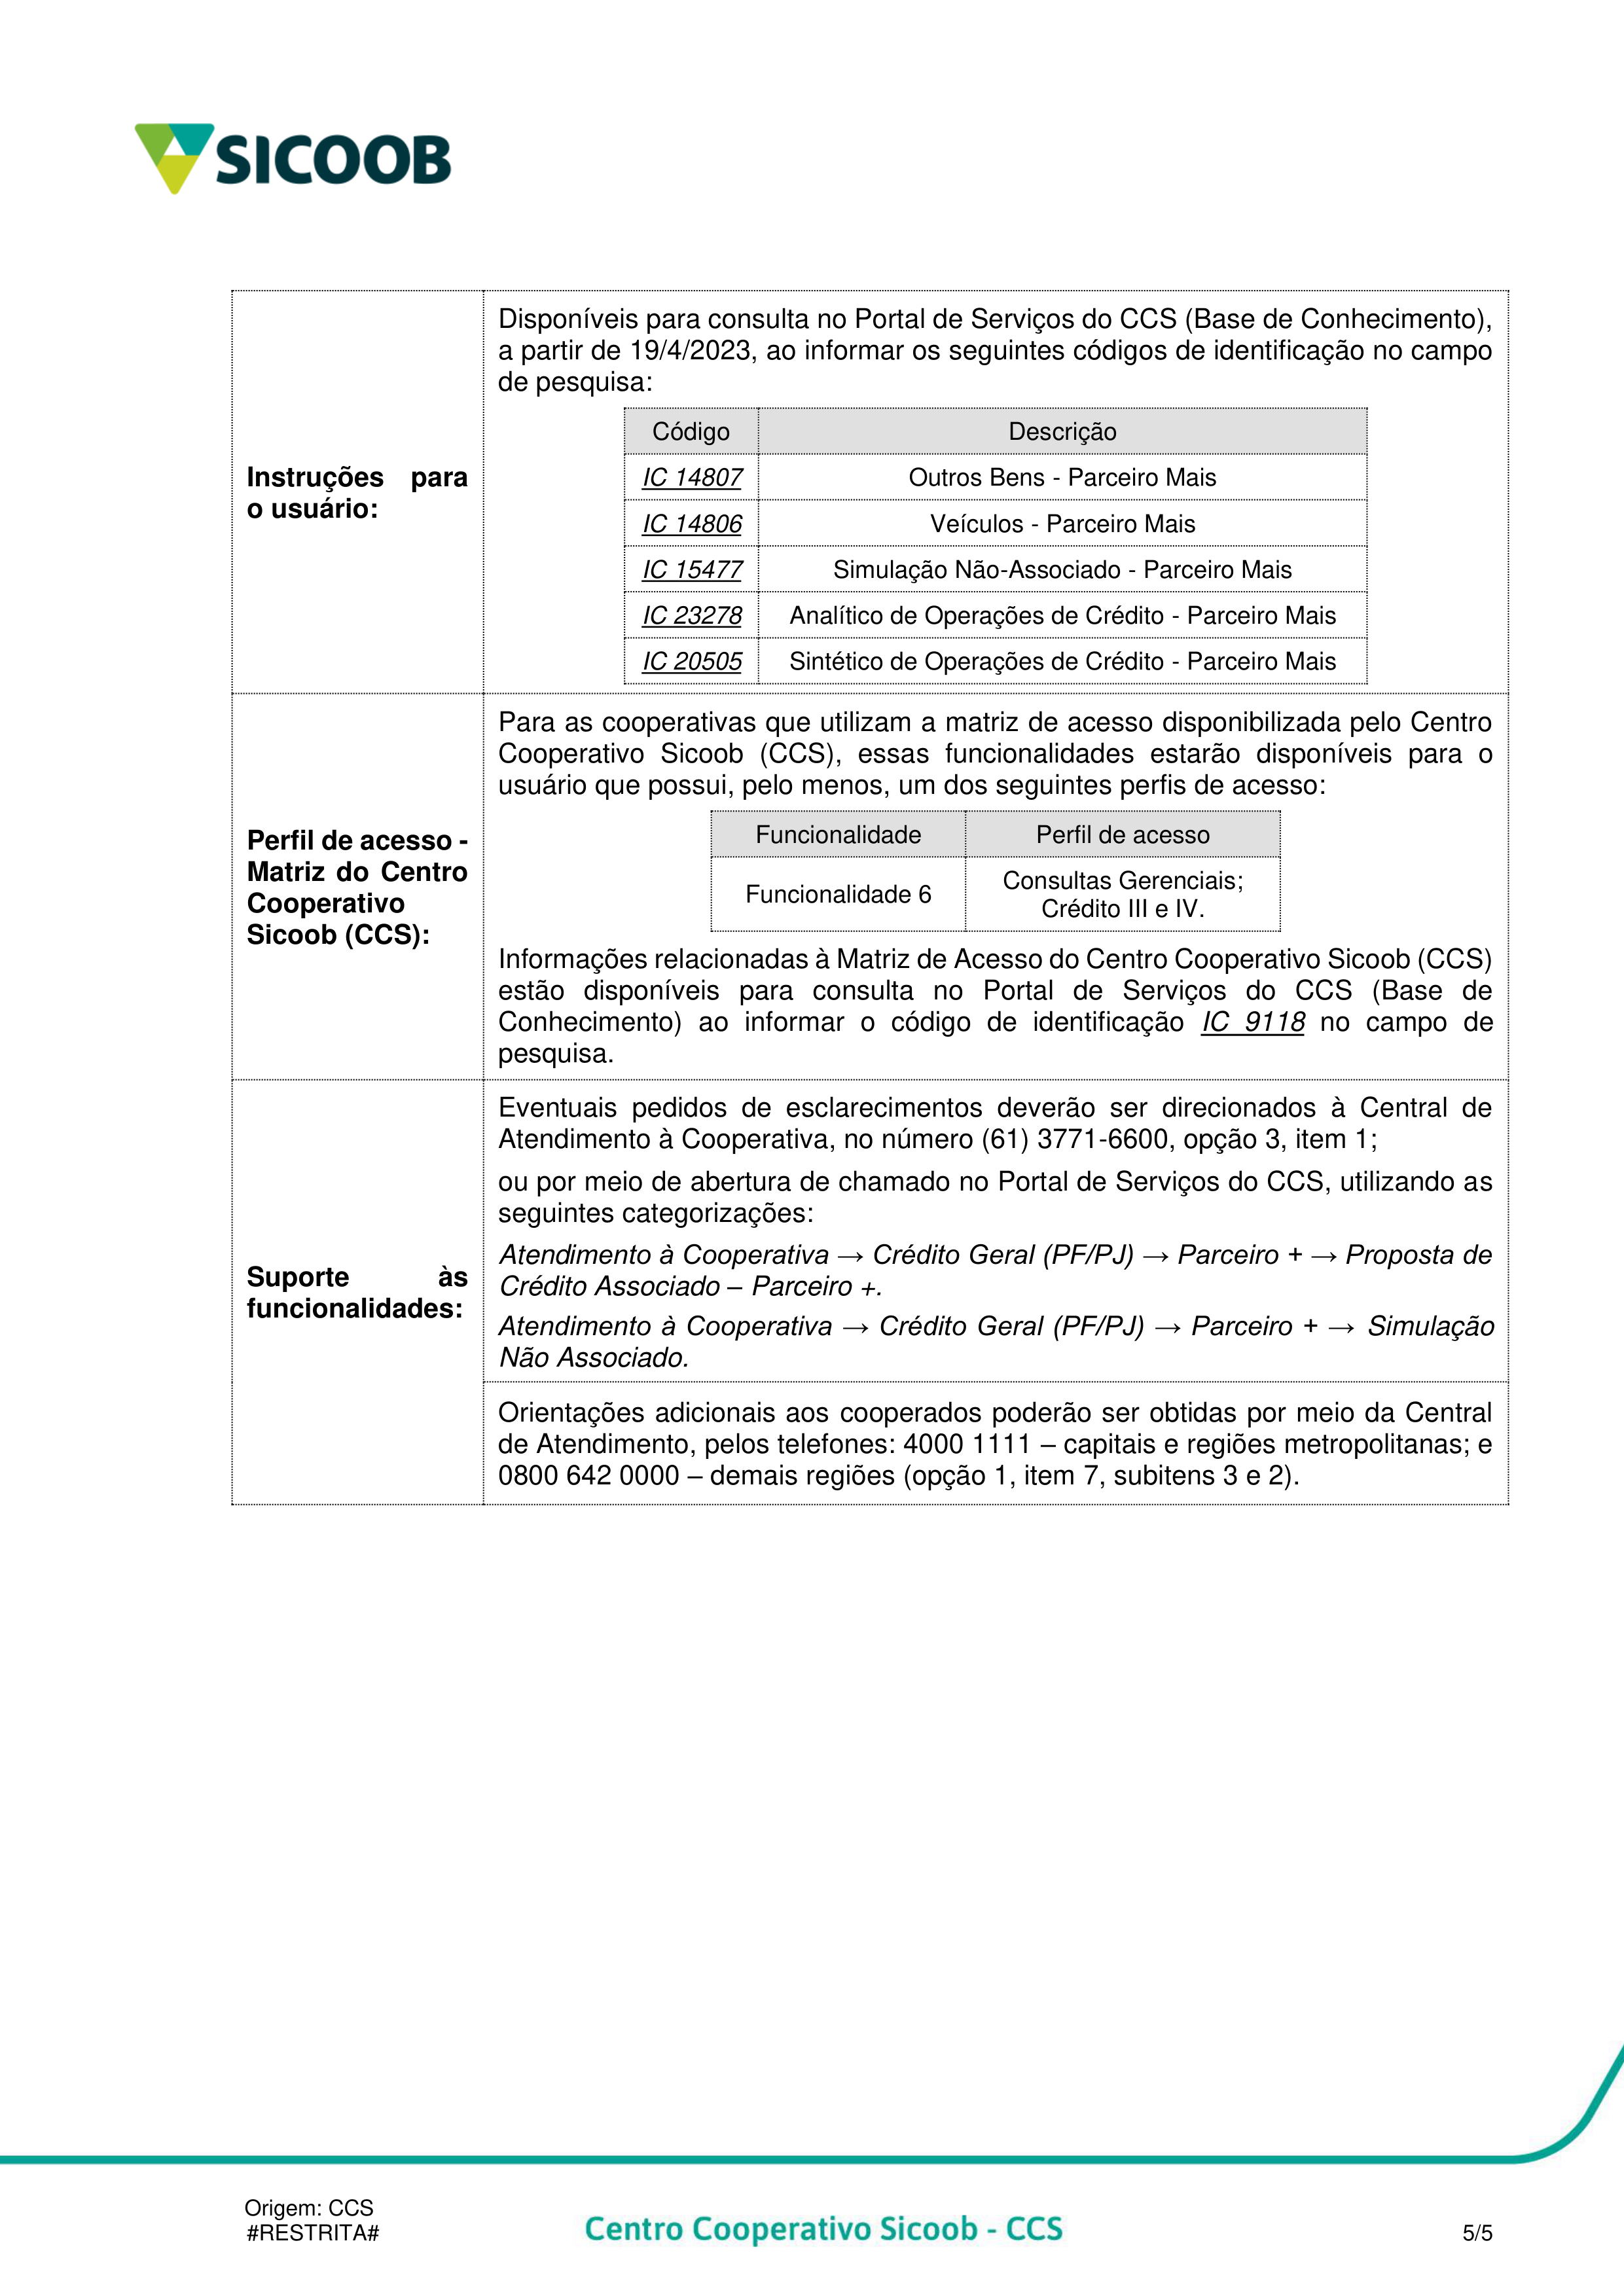 SICOOB
Disponíveis para consulta no Portal de Serviços do CCS (Base de Conhecimento),
a partir de 19/4/2023, ao informar os seguintes códigos de identificação no campo
de pesquisa:
Instruções para
o usuário:
Código Descrição
IC 14807 Outros Bens - Parceiro Mais
IC 14806 Veículos - Parceiro Mais
IC 15477 Simulação Não-Associado - Parceiro Mais
IC 23278 Analítico de Operações de Crédito - Parceiro Mais
IC 20505 Sintético de Operações de Crédito - Parceiro Mais
Perfil de acesso -
Matriz do Centro
Cooperativo
Sicoob (CCS):
Para as cooperativas que utilizam a matriz de acesso disponibilizada pelo Centro
Cooperativo Sicoob (CCS), essas funcionalidades estarão disponíveis para o
usuário que possui, pelo menos, um dos seguintes perfis de acesso:
Funcionalidade Perfil de acesso
Funcionalidade 6 Consultas Gerenciais;
Crédito III e IV.
Informações relacionadas à Matriz de Acesso do Centro Cooperativo Sicoob (CCS)
estão disponíveis para consulta no Portal de Serviços do CCS (Base de
Conhecimento) ao informar o código de identificação IC 9118 no campo de
pesquisa.
Suporte às
funcionalidades:
Eventuais pedidos de esclarecimentos deverão ser direcionados à Central de
Atendimento à Cooperativa, no número (61) 3771-6600, opção 3, item 1;
ou por meio de abertura de chamado no Portal de Serviços do CCS, utilizando as
seguintes categorizações:
Atendimento à Cooperativa → Crédito Geral (PF/PJ) → Parceiro + → Proposta de
Crédito Associado – Parceiro +.
Atendimento à Cooperativa → Crédito Geral (PF/PJ) → Parceiro + → Simulação
Não Associado.
Orientações adicionais aos cooperados poderão ser obtidas por meio da Central
de Atendimento, pelos telefones: 4000 1111 – capitais e regiões metropolitanas; e
0800 642 0000 – demais regiões (opção 1, item 7, subitens 3 e 2).
Origem: CCS
#RESTRITA#
Centro Cooperativo Sicoob - CCS
5/5